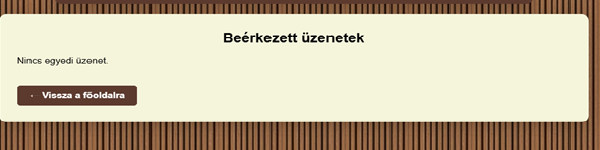 Beérkezett üzenetek
Nincs egyedi üzenet.
Vissza a főoldalra